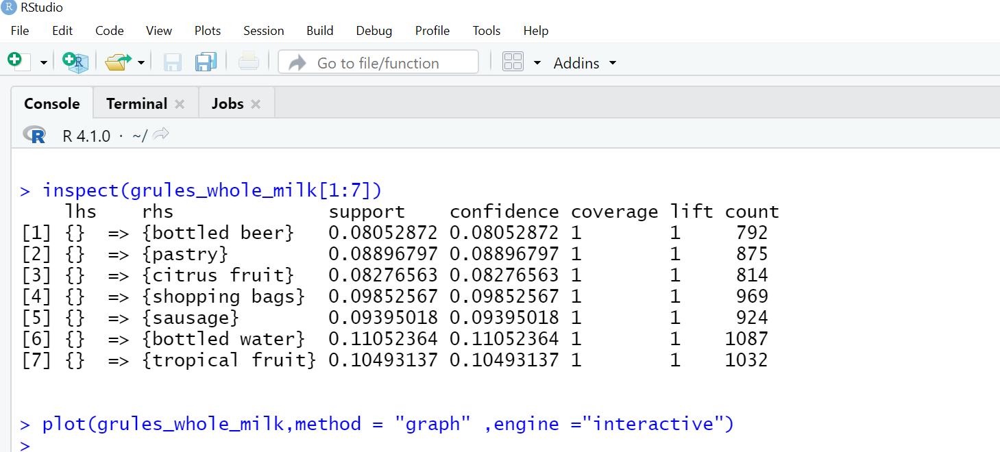 R RStudio
File Edit Code View Plots Session Build Debug Profile Tools Help
R Go to file/function Addins
Console Terminal Jobs
R R 4.1.0 · ~/
> inspect(grules_whole_milk[1:7])
lhs rhs support confidence coverage lift count
[1] {} => {bottled beer} 0.08052872 0.08052872 1 1 792
[2] {} => {pastry} 0.08896797 0.08896797 1 1 875
[3] {} => {citrus fruit} 0.08276563 0.08276563 1 1 814
[4] {} => {shopping bags} 0.09852567 0.09852567 1 1 969
[5] {} => {sausage} 0.09395018 0.09395018 1 1 924
[6] {} => {bottled water} 0.11052364 0.11052364 1 1 1087
[7] {} => {tropical fruit} 0.10493137 0.10493137 1 1 1032
> plot(grules_whole_milk,method = "graph" ,engine ="interactive")
>